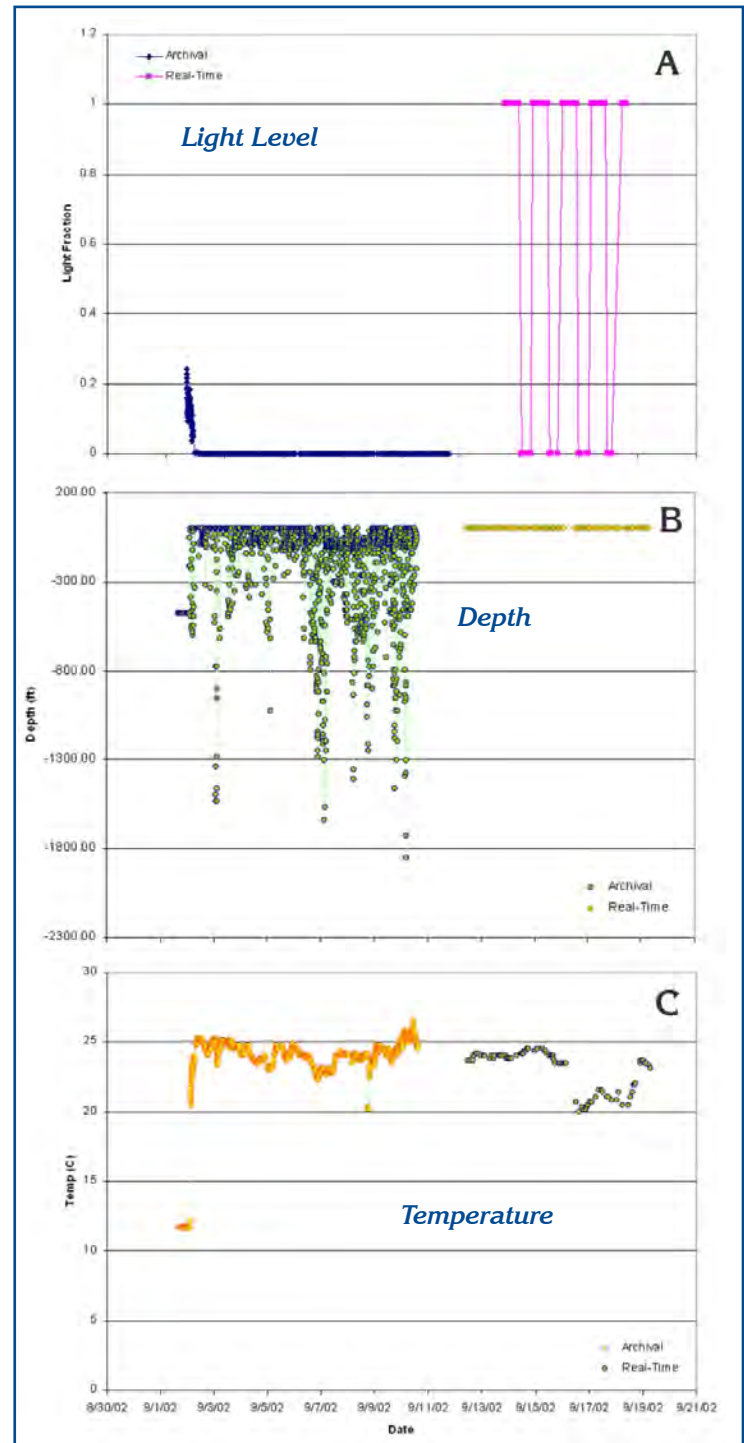 1.2
Archival
Real-Time
A
1
Light Level
0.8
Light Fraction
0.6
0.4
0.2
0
200.00
B
-300.00
Depth
-800.00
Depth (ft)
-1300.00
-1800.00
Archival
Real-Time
-2300.00
30
C
25
20
Temp (C)
15
Temperature
10
5
Archival
Real-Time
0
8/30/02 9/1/02 9/3/02 9/5/02 9/7/02 9/9/02 9/11/02 9/13/02 9/15/02 9/17/02 9/19/02 9/21/02
Date